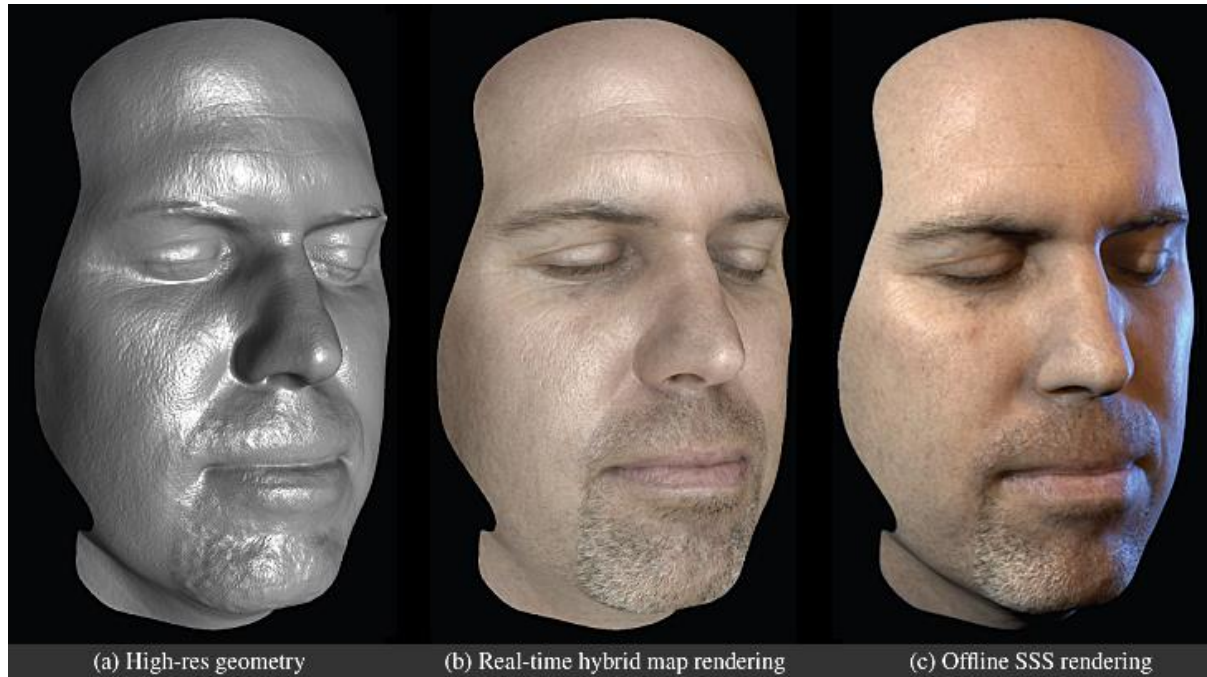 (a) High-res geometry
(b) Real-time hybrid map rendering
(c) Offline SSS rendering